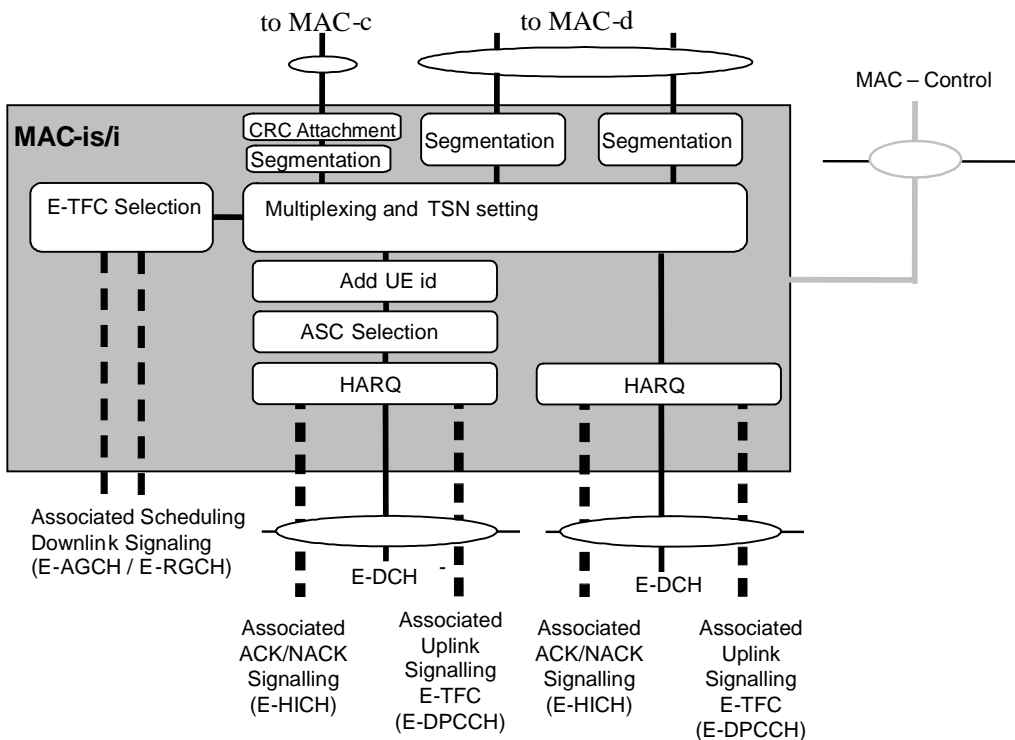 to MAC-c
to MAC-d
MAC – Control
MAC-is/i
CRC Attachment
Segmentation
Segmentation
Segmentation
E-TFC Selection
Multiplexing and TSN setting
Add UE id
ASC Selection
HARQ
HARQ
Associated Scheduling
Downlink Signaling
(E-AGCH / E-RGCH)
E-DCH -
E-DCH
Associated
ACK/NACK
Signalling
(E-HICH)
Associated
Uplink
Signalling
E-TFC
(E-DPCCH)
Associated
ACK/NACK
Signalling
(E-HICH)
Associated
Uplink
Signalling
E-TFC
(E-DPCCH)